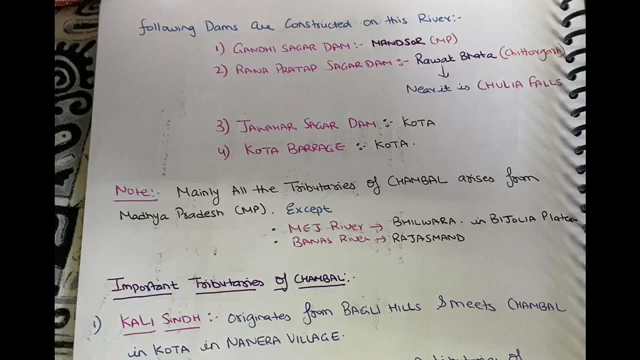 following Dams are Constructed on this River:-
1) GANDHI SAGAR DAM:- MANDSOR (MP)
2) RANA PRATAP SAGAR DAM :- Rawat Bhata (Chittorgarh)
↓
Near it is CHULIA FALLS
3) JAWAHAR SAGAR DAM :- KOTA
4) KOTA BARRAGE :- KOTA.
Note:- Mainly All the Tributaries of CHAMBAL arises from
Madhya Pradesh (MP). Except
• MEJ River → BHILWARA in BIJOLIA
• BANAS River → RAJASMAND
Important Tributaries of CHAMBAL:-
1) KALI SINDH :- originates from BAGLI HILLS & meets CHAMBAL
in KOTA in NANERA VILLAGE.